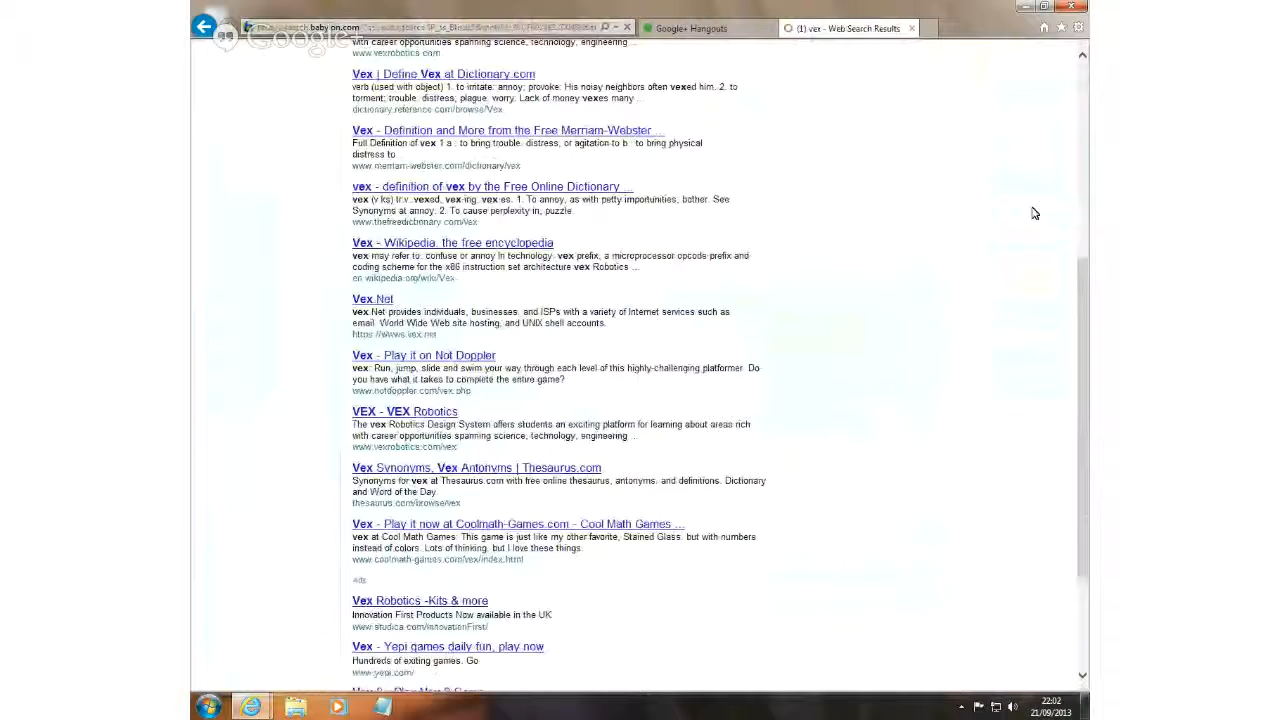 babylon.com
Google+ Hangouts
(1) vex - Web Search Results
Google+
with career opportunities spanning science, technology, engineering ...
www.vexrobotics.com
Vex | Define Vex at Dictionary.com
verb (used with object) 1. to irritate; annoy; provoke: His noisy neighbors often vexed him. 2. to
torment; trouble; distress; plague; worry: Lack of money vexes many ...
dictionary.reference.com/browse/Vex
Vex - Definition and More from the Free Merriam-Webster ...
Full Definition of vex 1 a : to bring trouble, distress, or agitation to b : to bring physical
distress to
www.merriam-webster.com/dictionary/vex
vex - definition of vex by the Free Online Dictionary ...
vex (v ks) tr.v. vexed, vex·ing, vex·es. 1. To annoy, as with petty importunities; bother. See
Synonyms at annoy. 2. To cause perplexity in; puzzle
www.thefreedictionary.com/vex
Vex - Wikipedia, the free encyclopedia
vex may refer to: confuse or annoy In technology: vex prefix, a microprocessor opcode prefix and
coding scheme for the x86 instruction set architecture vex Robotics ...
en.wikipedia.org/wiki/Vex
Vex.Net
vex.Net provides individuals, businesses, and ISPs with a variety of Internet services such as
email, World Wide Web site hosting, and UNIX shell accounts.
https://www.vex.net
Vex - Play it on Not Doppler
vex: Run, jump, slide and swim your way through each level of this highly-challenging platformer. Do
you have what it takes to complete the entire game?
www.notdoppler.com/vex.php
VEX - VEX Robotics
The vex Robotics Design System offers students an exciting platform for learning about areas rich
with career opportunities spanning science, technology, engineering ...
www.vexrobotics.com/vex
Vex Synonyms, Vex Antonyms | Thesaurus.com
Synonyms for vex at Thesaurus.com with free online thesaurus, antonyms, and definitions. Dictionary
and Word of the Day.
thesaurus.com/browse/vex
Vex - Play it now at Coolmath-Games.com - Cool Math Games ...
vex at Cool Math Games: This game is just like my other favorite, Stained Glass, but with numbers
instead of colors. Lots of thinking, but I love these things.
www.coolmath-games.com/vex/index.html
ads
Vex Robotics -Kits & more
Innovation First Products Now available in the UK
www.studica.com/InnovationFirst/
Vex - Yepi games daily fun, play now
Hundreds of exiting games. Go
www.yepi.com/
22:02
21/09/2013